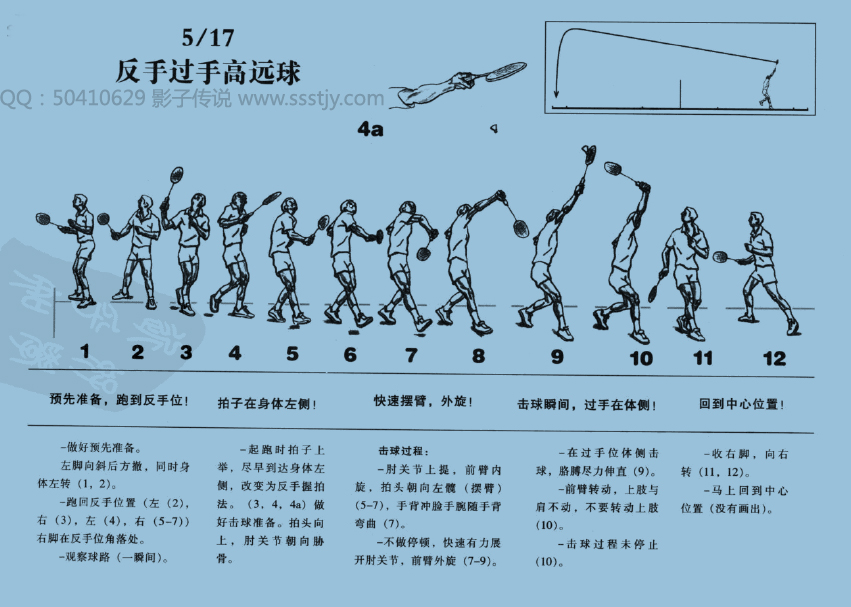 5/17
反手过手高远球
QQ：50410629 影子传说 www.ssstjy.com
4a
1 2 3 4 5 6 7 8 9 10 11 12
预先准备，跑到反手位！
拍子在身体左侧！
快速摆臂，外旋！
击球瞬间，过手在体侧！
回到中心位置！
－做好预先准备。
左脚向斜后方撤，同时身
体左转（1，2）。
－跑回反手位置（左（2），
右（3），左（4），右（5-7））
右脚在反手位角落处。
－观察球路（一瞬间）。
－起跑时拍子上
举，尽早到达身体左
侧，改变为反手握拍
法。（3，4，4a）做
好击球准备。拍头向
上，肘关节朝向肋
骨。
击球过程：
－肘关节上提，前臂内
旋，拍头朝向左髋（摆臂）
（5-7），手背冲脸手腕随手背
弯曲（7）。
－不做停顿，快速有力展
开肘关节，前臂外旋（7-9）。
－在过手位体侧击
球，胳膊尽力伸直（9）。
－前臂转动，上肢与
肩不动，不要转动上肢
（10）。
－击球过程未停止
（10）。
－收右脚，向右
转（11，12）。
－马上回到中心
位置（没有画出）。